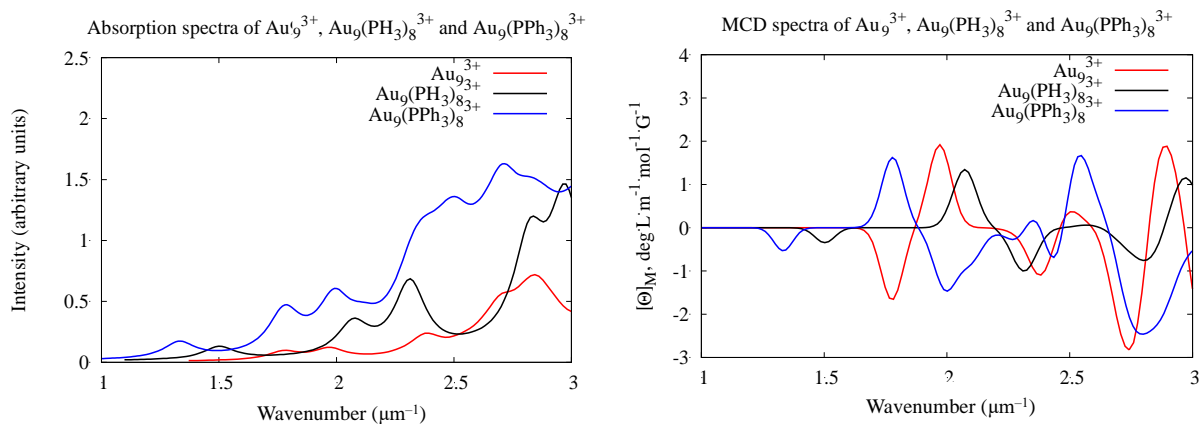 Absorption spectra of Au₉³⁺, Au₉(PH₃)₈³⁺ and Au₉(PPh₃)₈³⁺
2.5
2
1.5
1
0.5
0
Intensity (arbitrary units)
Au₉³⁺
Au₉(PH₃)₈³⁺
Au₉(PPh₃)₈³⁺
1 1.5 2 2.5 3
Wavenumber (μm⁻¹)
MCD spectra of Au₉³⁺, Au₉(PH₃)₈³⁺ and Au₉(PPh₃)₈³⁺
4
3
2
1
0
-1
-2
-3
[Θ]M, deg·L·m⁻¹·mol⁻¹·G⁻¹
Au₉³⁺
Au₉(PH₃)₈³⁺
Au₉(PPh₃)₈³⁺
1 1.5 2 2.5 3
Wavenumber (μm⁻¹)